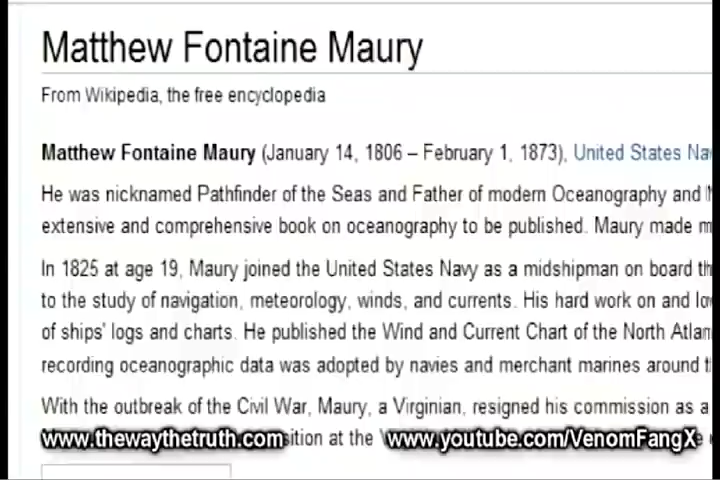 Matthew Fontaine Maury
From Wikipedia, the free encyclopedia
Matthew Fontaine Maury (January 14, 1806 – February 1, 1873), United States Na
He was nicknamed Pathfinder of the Seas and Father of modern Oceanography and
extensive and comprehensive book on oceanography to be published. Maury made
In 1825 at age 19, Maury joined the United States Navy as a midshipman on board
to the study of navigation, meteorology, winds, and currents. His hard work on and
of ships' logs and charts. He published the Wind and Current Chart of the North
recording oceanographic data was adopted by navies and merchant marines around
With the outbreak of the Civil War, Maury, a Virginian, resigned his commission as a
www.thewaythetruth.com sition at the www.youtube.com/VenomFangX